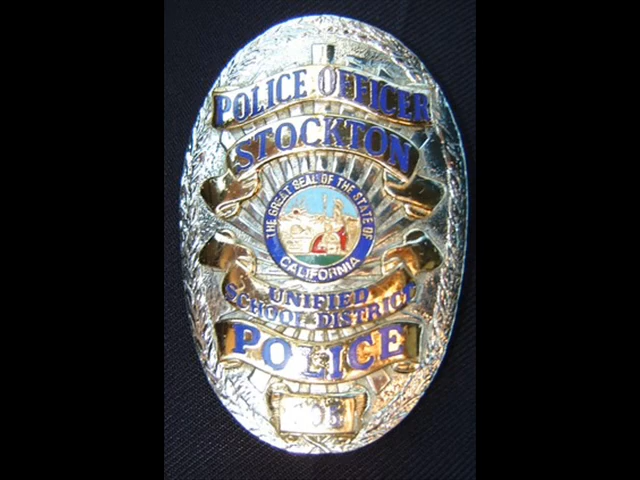 POLICE OFFICER
STOCKTON
THE GREAT SEAL OF THE STATE OF
CALIFORNIA
UNIFIED
SCHOOL DISTRICT
POLICE